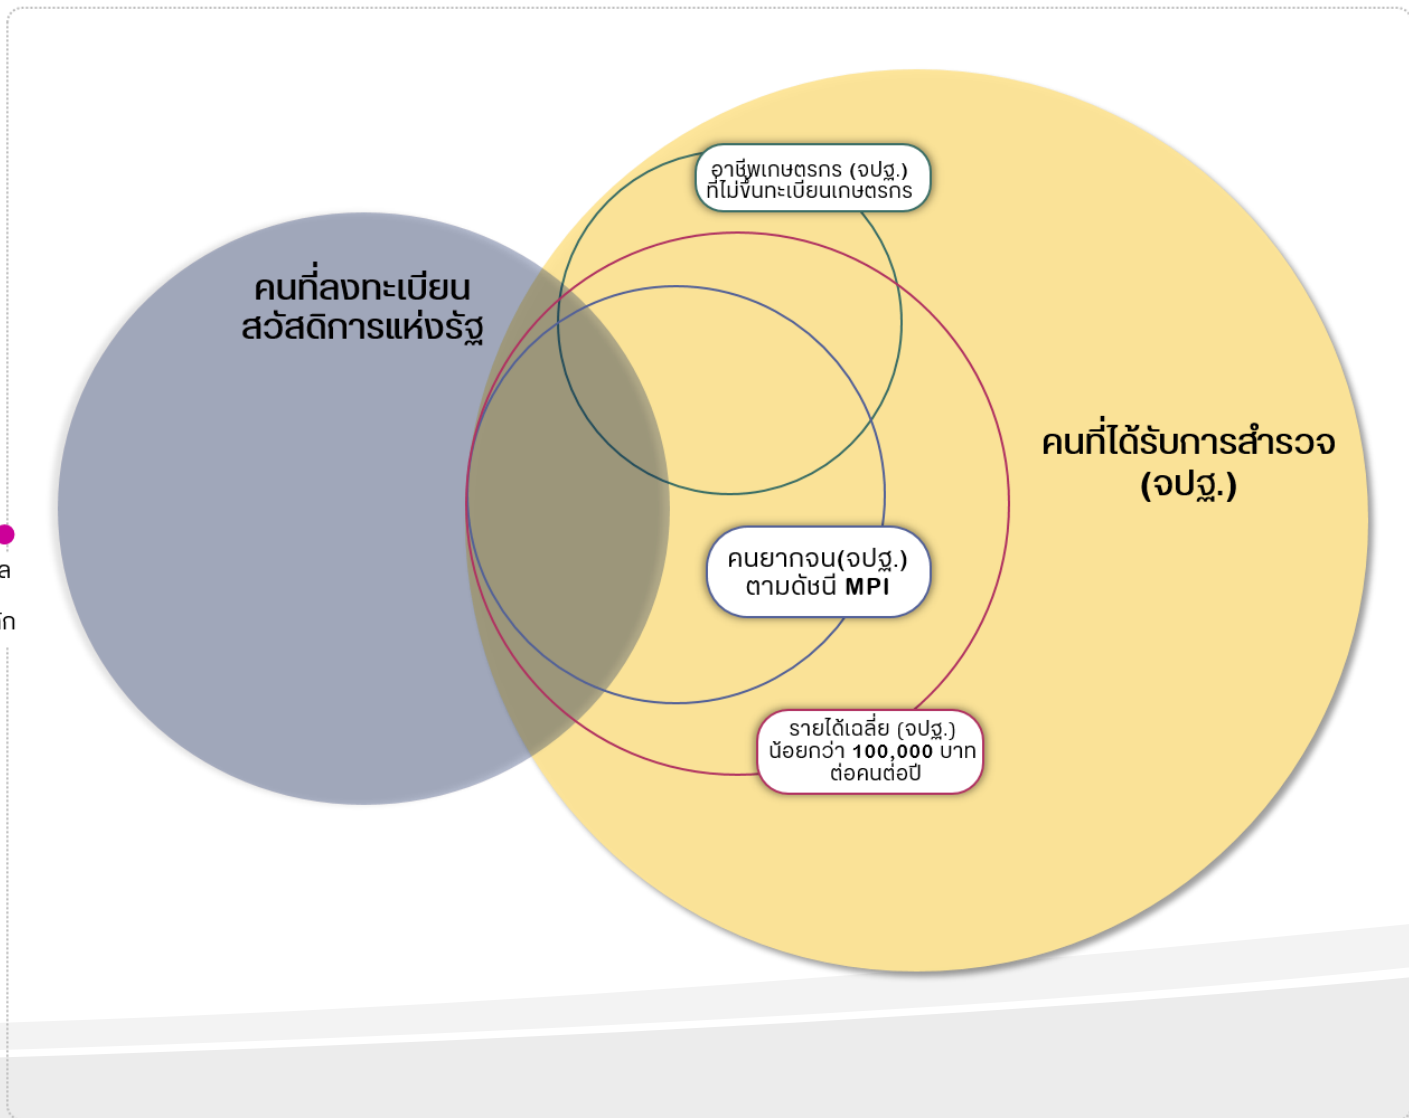 อาชีพเกษตรกร (จปฐ.)
ที่ไม่ขึ้นทะเบียนเกษตรกร
คนที่ลงทะเบียน
สวัสดิการแห่งรัฐ
คนที่ได้รับการสำรวจ
(จปฐ.)
คนยากจน(จปฐ.)
ตามดัชนี MPI
รายได้เฉลี่ย (จปฐ.)
น้อยกว่า 100,000 บาท
ต่อคนต่อปี